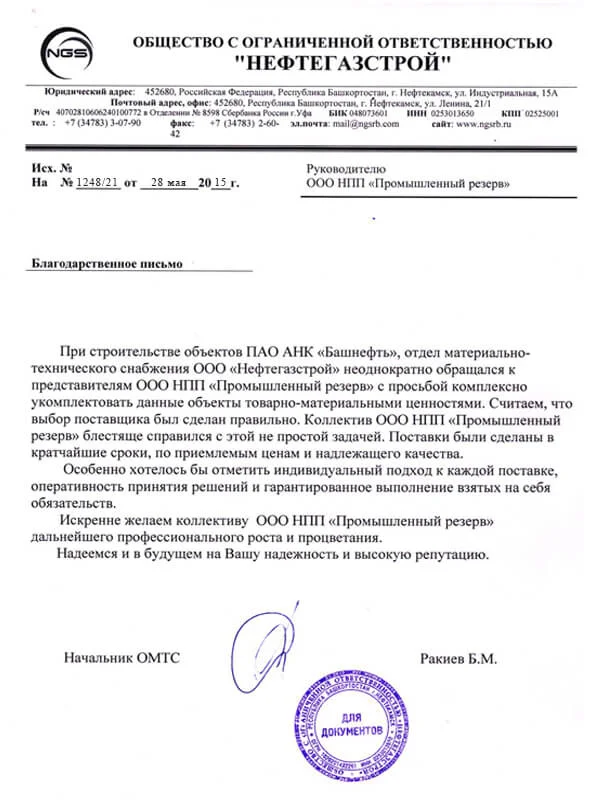 NGS
ОБЩЕСТВО С ОГРАНИЧЕННОЙ ОТВЕТСТВЕННОСТЬЮ
"НЕФТЕГАЗСТРОЙ"
Юридический адрес: 452680, Российская Федерация, Республика Башкортостан, г. Нефтекамск, ул. Индустриальная, 15А
Почтовый адрес, офис: 452680, Республика Башкортостан, г. Нефтекамск, ул. Ленина, 21/1
Р/сч 40702810606240100772 в Отделении № 8598 Сбербанка России г.Уфа БИК 048073601 ИНН 0253013650 КПП 02525001
тел. : +7 (34783) 3-07-90 факс: +7 (34783) 2-60-42 эл.почта: mail@ngsrb.com сайт: www.ngsrb.ru
Исх. №
На № 1248/21 от 28 мая 2015г.
Руководителю
ООО НПП «Промышленный резерв»
Благодарственное письмо
При строительстве объектов ПАО АНК «Башнефть», отдел материально-
технического снабжения ООО «Нефтегазстрой» неоднократно обращался к
представителям ООО НПП «Промышленный резерв» с просьбой комплексно
укомплектовать данные объекты товарно-материальными ценностями. Считаем, что
выбор поставщика был сделан правильно. Коллектив ООО НПП «Промышленный
резерв» блестяще справился с этой не простой задачей. Поставки были сделаны в
кратчайшие сроки, по приемлемым ценам и надлежащего качества.
Особенно хотелось бы отметить индивидуальный подход к каждой поставке,
оперативность принятия решений и гарантированное выполнение взятых на себя
обязательств.
Искренне желаем коллективу ООО НПП «Промышленный резерв»
дальнейшего профессионального роста и процветания.
Надеемся и в будущем на Вашу надежность и высокую репутацию.
Начальник ОМТС
Ракиев Б.М.
ДЛЯ
ДОКУМЕНТОВ